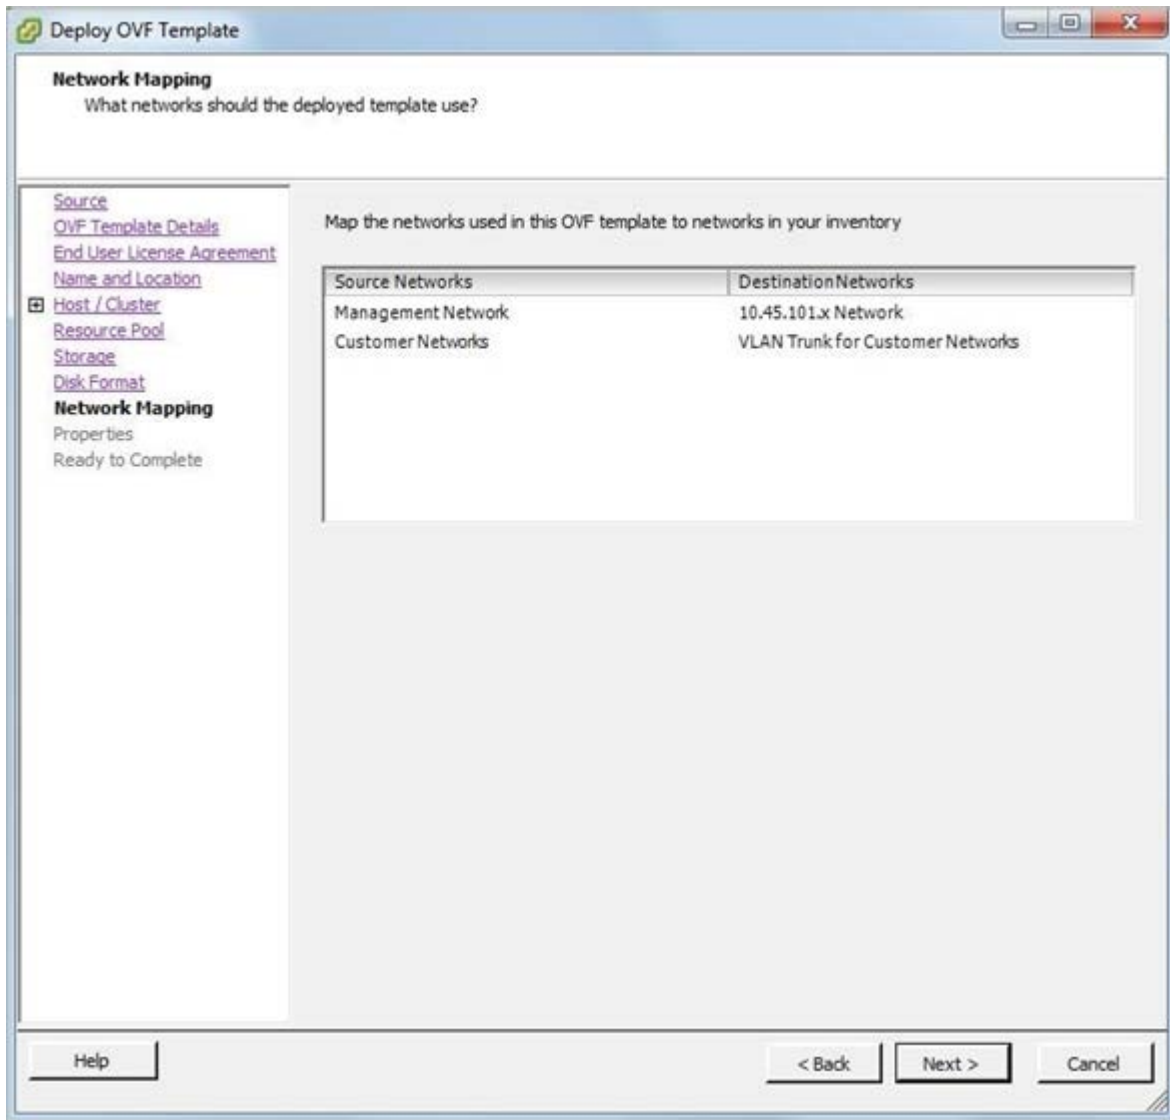 Deploy OVF Template
Network Mapping
What networks should the deployed template use?
Source
OVF Template Details
End User License Agreement
Name and Location
Host / Cluster
Resource Pool
Storage
Disk Format
Network Mapping
Properties
Ready to Complete
Map the networks used in this OVF template to networks in your inventory
Source Networks DestinationNetworks
Management Network 10.45.101.x Network
Customer Networks VLAN Trunk for Customer Networks
Help < Back Next > Cancel